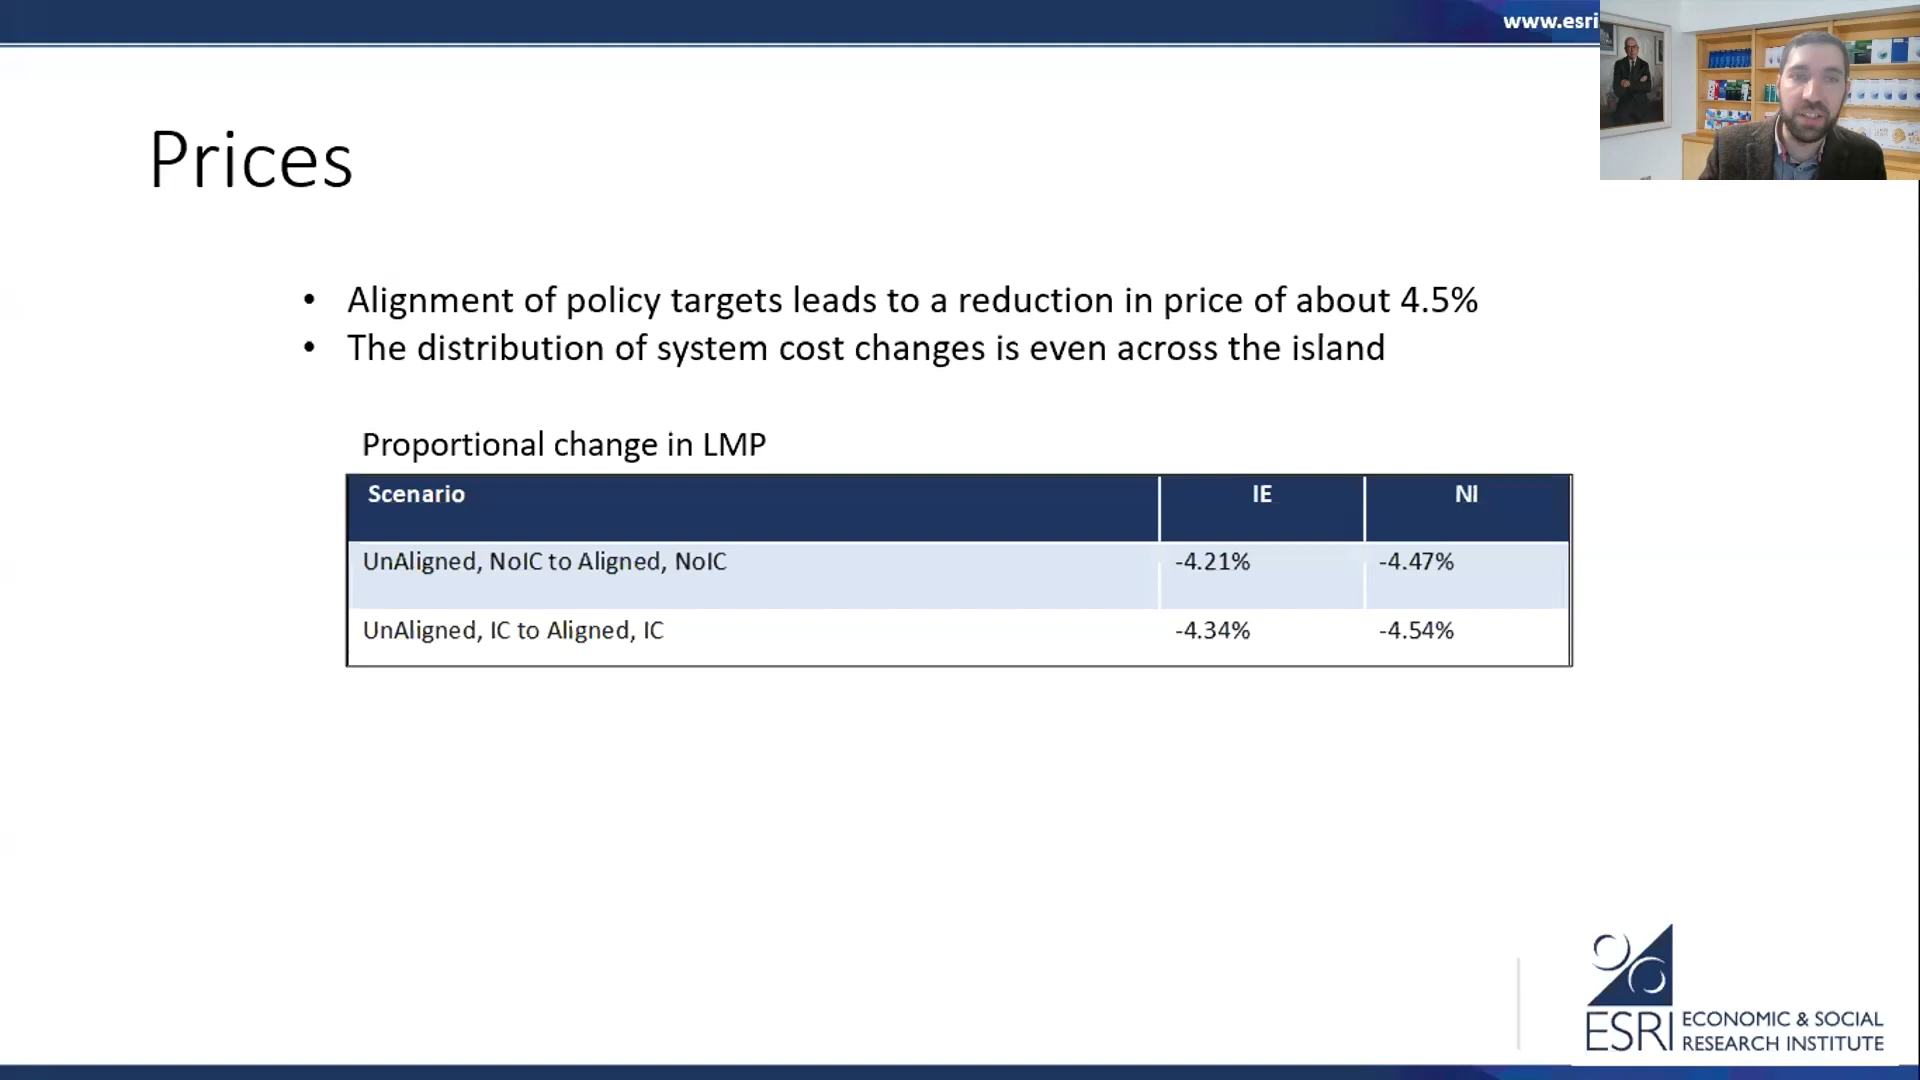 www.esri
Prices
• Alignment of policy targets leads to a reduction in price of about 4.5%
• The distribution of system cost changes is even across the island
Proportional change in LMP
Scenario IE NI
UnAligned, NoIC to Aligned, NoIC -4.21% -4.47%
UnAligned, IC to Aligned, IC -4.34% -4.54%
ESRI ECONOMIC & SOCIAL
RESEARCH INSTITUTE